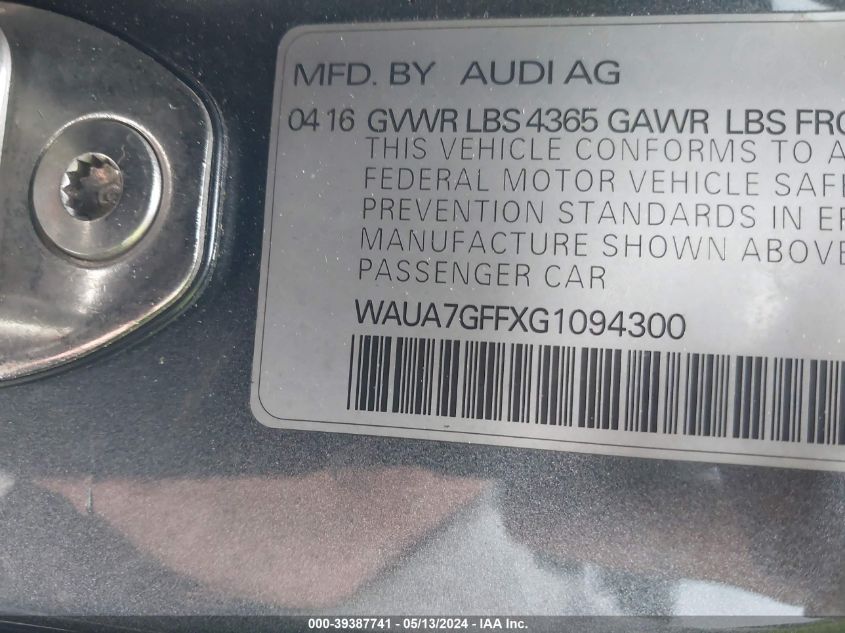 MFD. BY AUDI AG
04 16 GVWR LBS 4365 GAWR LBS
THIS VEHICLE CONFORMS TO
FEDERAL MOTOR VEHICLE
PREVENTION STANDARDS IN
MANUFACTURE SHOWN ABOVE
PASSENGER CAR
WAUA7GFFXG1094300
000-39387741 - 05/13/2024 - IAA Inc.